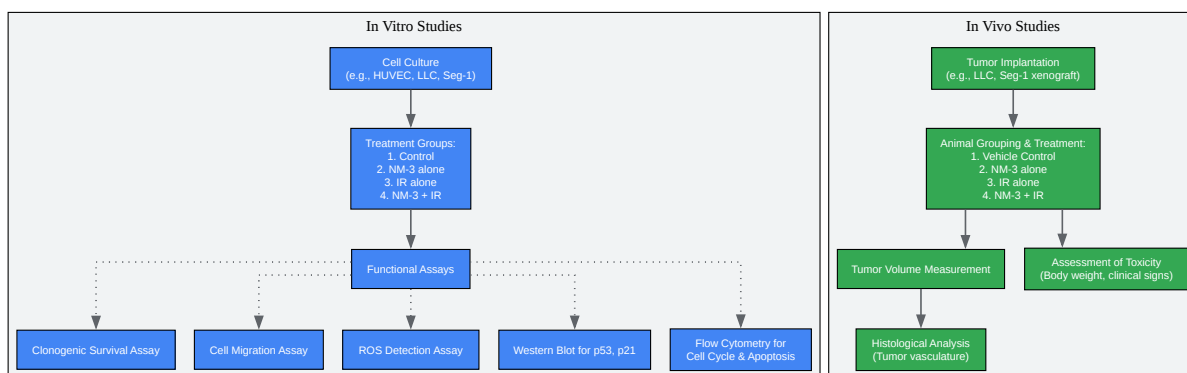 In Vitro Studies
Cell Culture
(e.g., HUVEC, LLC, Seg-1)
Treatment Groups:
1. Control
2. NM-3 alone
3. IR alone
4. NM-3 + IR
Functional Assays
Clonogenic Survival Assay
Cell Migration Assay
ROS Detection Assay
Western Blot for p53, p21
Flow Cytometry for
Cell Cycle & Apoptosis
In Vivo Studies
Tumor Implantation
(e.g., LLC, Seg-1 xenograft)
Animal Grouping & Treatment:
1. Vehicle Control
2. NM-3 alone
3. IR alone
4. NM-3 + IR
Tumor Volume Measurement
Assessment of Toxicity
(Body weight, clinical signs)
Histological Analysis
(Tumor vasculature)